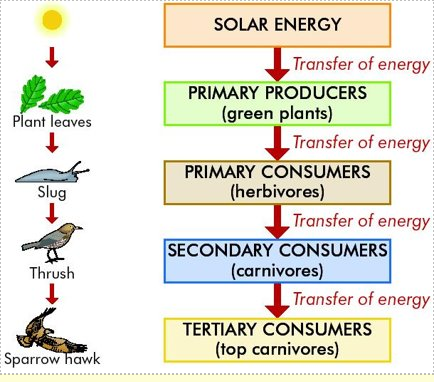 SOLAR ENERGY
Transfer of energy
PRIMARY PRODUCERS
(green plants)
Plant leaves
Transfer of energy
PRIMARY CONSUMERS
(herbivores)
Slug
Transfer of energy
SECONDARY CONSUMERS
(carnivores)
Thrush
Transfer of energy
TERTIARY CONSUMERS
(top carnivores)
Sparrow hawk